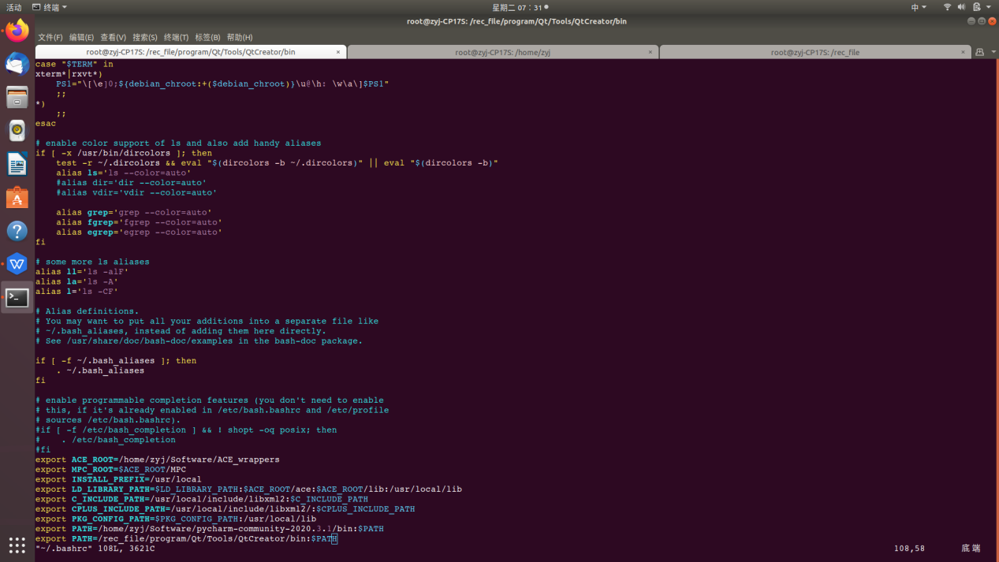 活动 终端 星期二 07：31 中
root@zyj-CP17S: /rec_file/program/Qt/Tools/QtCreator/bin
文件(F) 编辑(E) 查看(V) 搜索(S) 终端(T) 标签(B) 帮助(H)
root@zyj-CP17S: /rec_file/program/Qt/Tools/QtCreator/bin × root@zyj-CP17S: /home/zyj × root@zyj-CP17S: /rec_file ×
case "$TERM" in
xterm*|rxvt*)
    PS1="\[\e]0;${debian_chroot:+($debian_chroot)}\u@\h: \w\a\]$PS1"
    ;;
*)
    ;;
esac
# enable color support of ls and also add handy aliases
if [ -x /usr/bin/dircolors ]; then
    test -r ~/.dircolors && eval "$(dircolors -b ~/.dircolors)" || eval "$(dircolors -b)"
    alias ls='ls --color=auto'
    #alias dir='dir --color=auto'
    #alias vdir='vdir --color=auto'
    alias grep='grep --color=auto'
    alias fgrep='fgrep --color=auto'
    alias egrep='egrep --color=auto'
fi
# some more ls aliases
alias ll='ls -alF'
alias la='ls -A'
alias l='ls -CF'
# Alias definitions.
# You may want to put all your additions into a separate file like
# ~/.bash_aliases, instead of adding them here directly.
# See /usr/share/doc/bash-doc/examples in the bash-doc package.
if [ -f ~/.bash_aliases ]; then
    . ~/.bash_aliases
fi
# enable programmable completion features (you don't need to enable
# this, if it's already enabled in /etc/bash.bashrc and /etc/profile
# sources /etc/bash.bashrc).
#if [ -f /etc/bash_completion ] && ! shopt -oq posix; then
#    . /etc/bash_completion
#fi
export ACE_ROOT=/home/zyj/Software/ACE_wrappers
export MPC_ROOT=$ACE_ROOT/MPC
export INSTALL_PREFIX=/usr/local
export LD_LIBRARY_PATH=$LD_LIBRARY_PATH:$ACE_ROOT/ace:$ACE_ROOT/lib:/usr/local/lib
export C_INCLUDE_PATH=/usr/local/include/libxml2:$C_INCLUDE_PATH
export CPLUS_INCLUDE_PATH=/usr/local/include/libxml2/:$CPLUS_INCLUDE_PATH
export PKG_CONFIG_PATH=$PKG_CONFIG_PATH:/usr/local/lib
export PATH=/home/zyj/Software/pycharm-community-2020.3.1/bin:$PATH
export PATH=/rec_file/program/Qt/Tools/QtCreator/bin:$PATH
"~/.bashrc" 108L, 3621C 108,58 底端